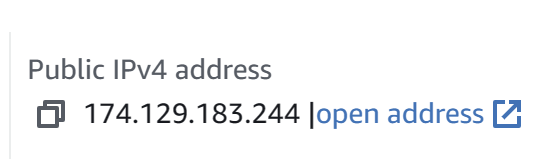 Public IPv4 address
174.129.183.244 |open address